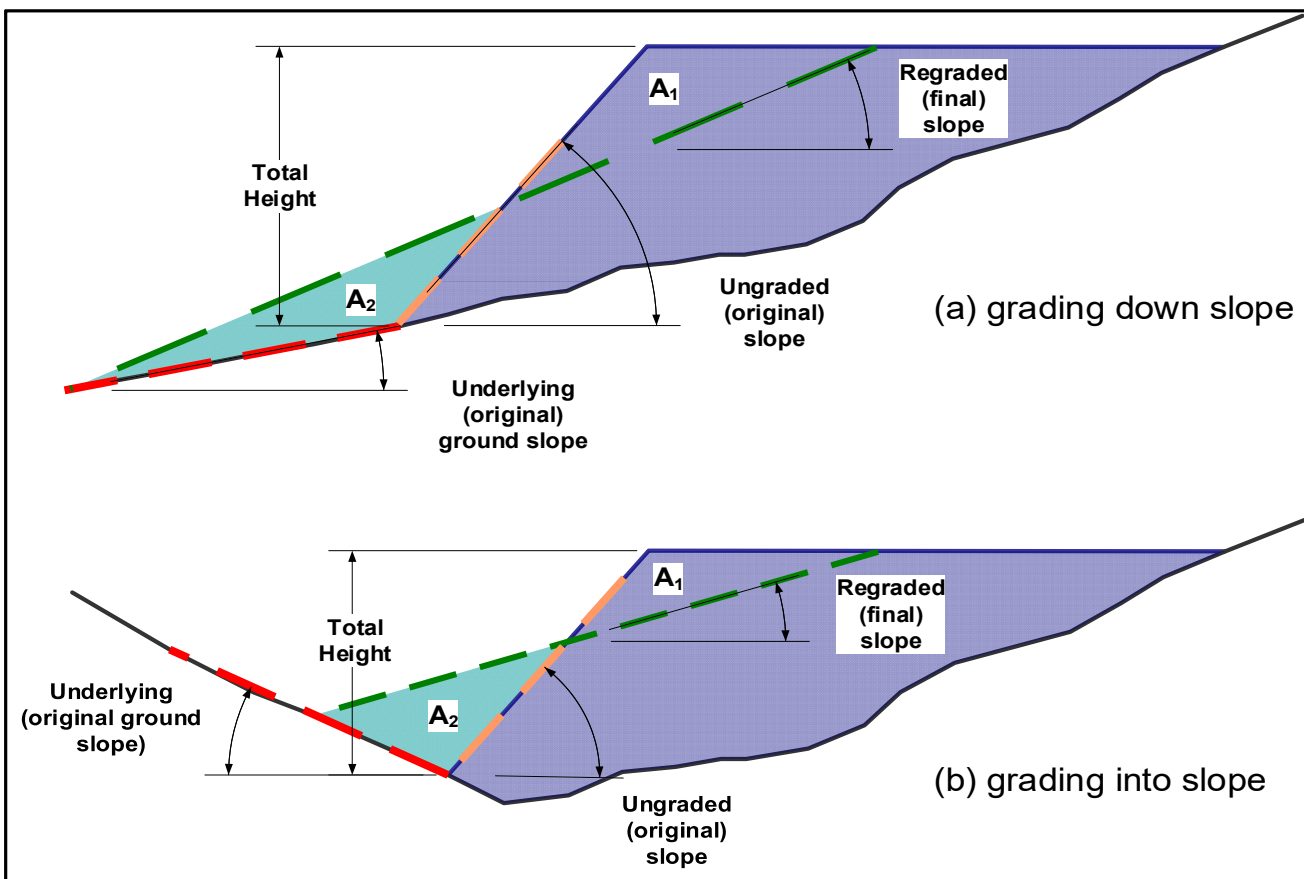 A1
Regraded
(final)
slope
Total
Height
A2
Ungraded
(original)
slope
(a) grading down slope
Underlying
(original)
ground slope
A1
Regraded
(final)
slope
Total
Height
Underlying
(original ground
slope)
A2
Ungraded
(original)
slope
(b) grading into slope